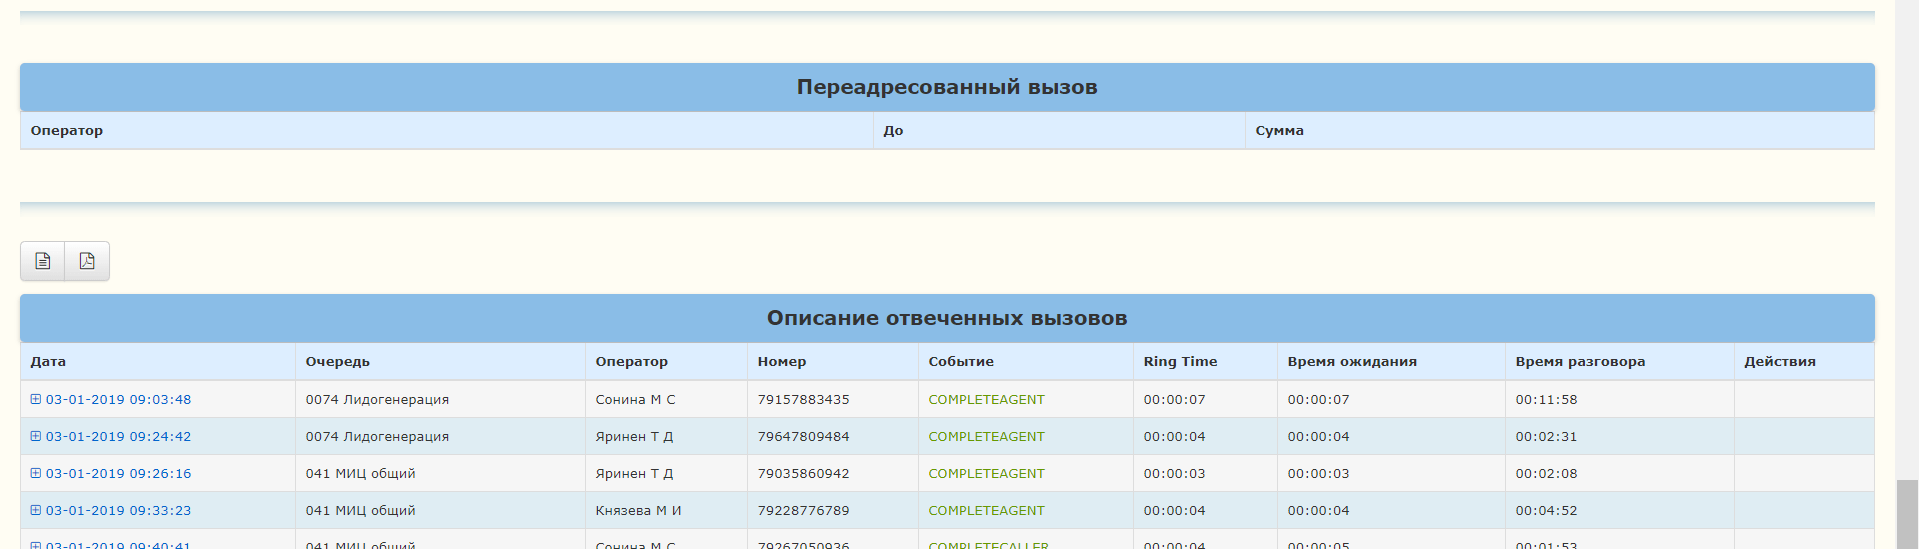 Переадресованный вызов
Оператор До Сумма
Описание отвеченных вызовов
Дата Очередь Оператор Номер Событие Ring Time Время ожидания Время разговора Действия
03-01-2019 09:03:48 0074 Лидогенерация Сонина М С 79157883435 COMPLETEAGENT 00:00:07 00:00:07 00:11:58
03-01-2019 09:24:42 0074 Лидогенерация Яринен Т Д 79647809484 COMPLETEAGENT 00:00:04 00:00:04 00:02:31
03-01-2019 09:26:16 041 МИЦ общий Яринен Т Д 79035860942 COMPLETEAGENT 00:00:03 00:00:03 00:02:08
03-01-2019 09:33:23 041 МИЦ общий Князева М И 79228776789 COMPLETEAGENT 00:00:04 00:00:04 00:04:52
03-01-2019 09:40:41 041 МИЦ общий Сонина М С 79267050936 COMPLETECALLER 00:00:04 00:00:05 00:01:53